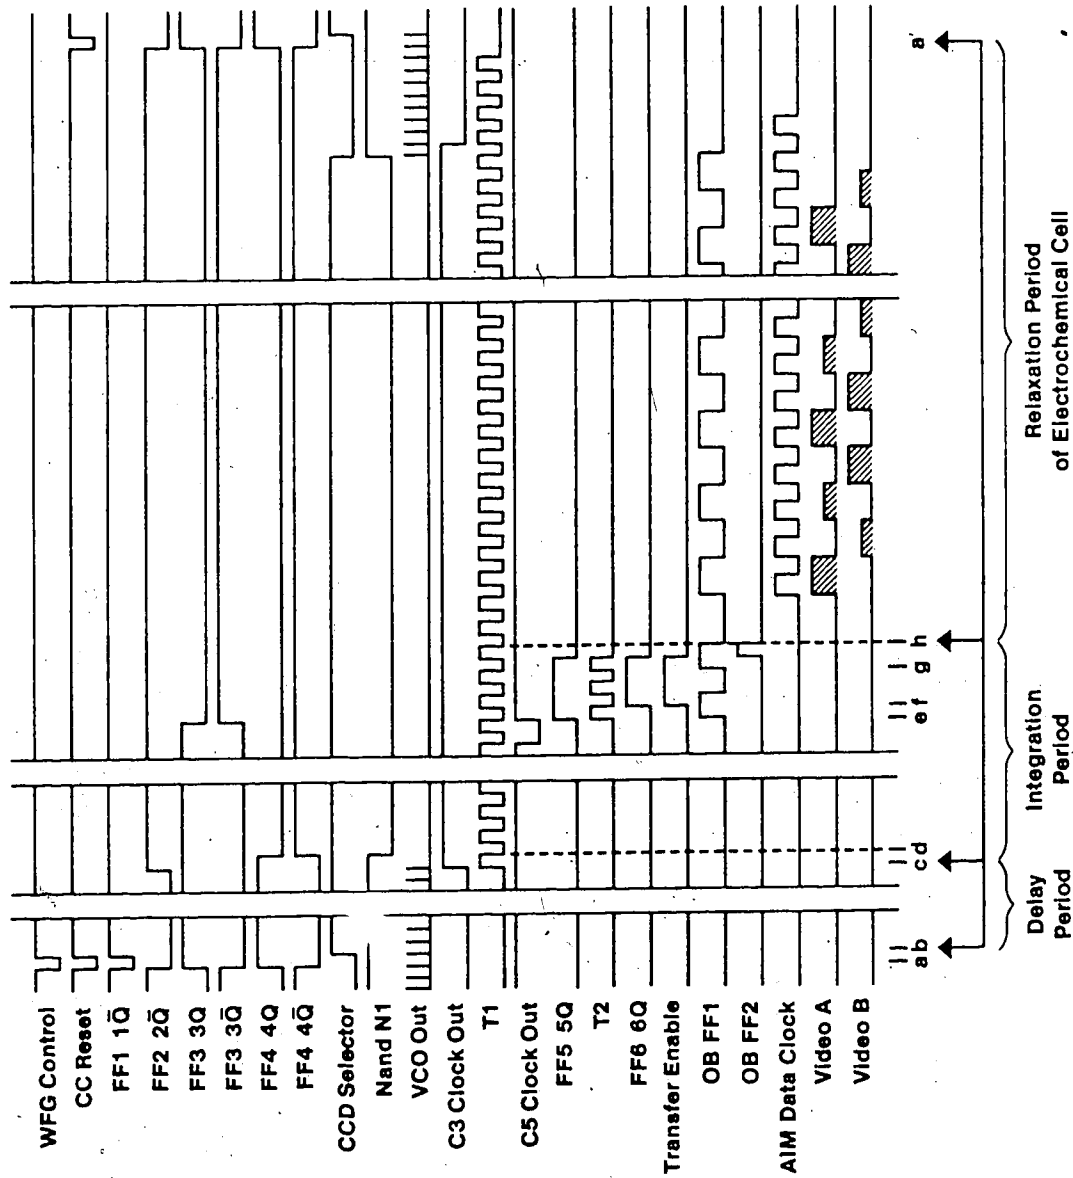 WFG Control
CC Reset
FF1 1Q̄
FF2 2Q̄
FF3 3Q
FF3 3Q̄
FF4 4Q
FF4 4Q̄
CCD Selector
Nand N1
VCO Out
C3 Clock Out
T1
C5 Clock Out
FF5 5Q
T2
FF6 6Q
Transfer Enable
OB FF1
OB FF2
AIM Data Clock
Video A
Video B
a b c d e f g h a'
Delay
Period
Integration
Period
Relaxation Period
of Electrochemical Cell